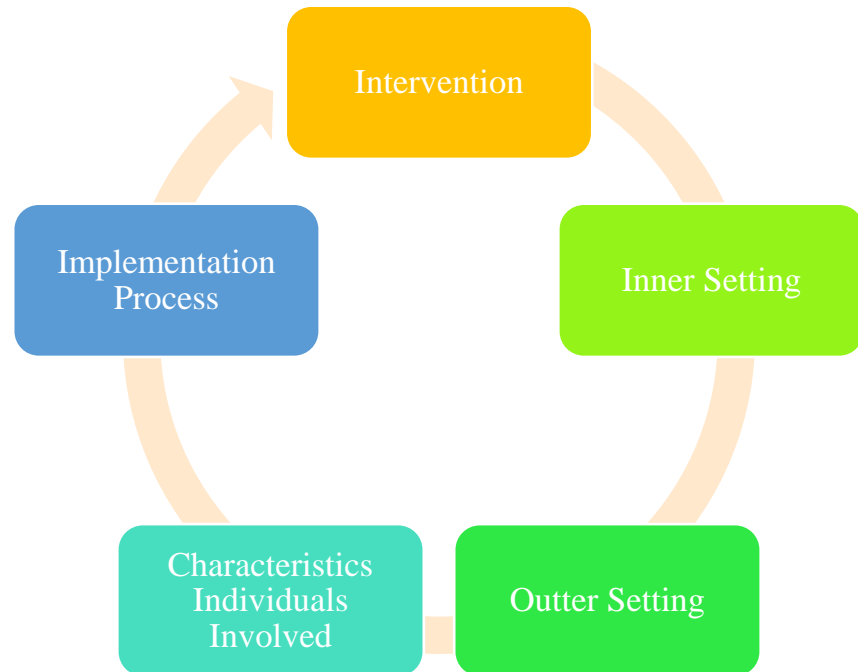 Intervention
Inner Setting
Outter Setting
Characteristics
Individuals
Involved
Implementation
Process